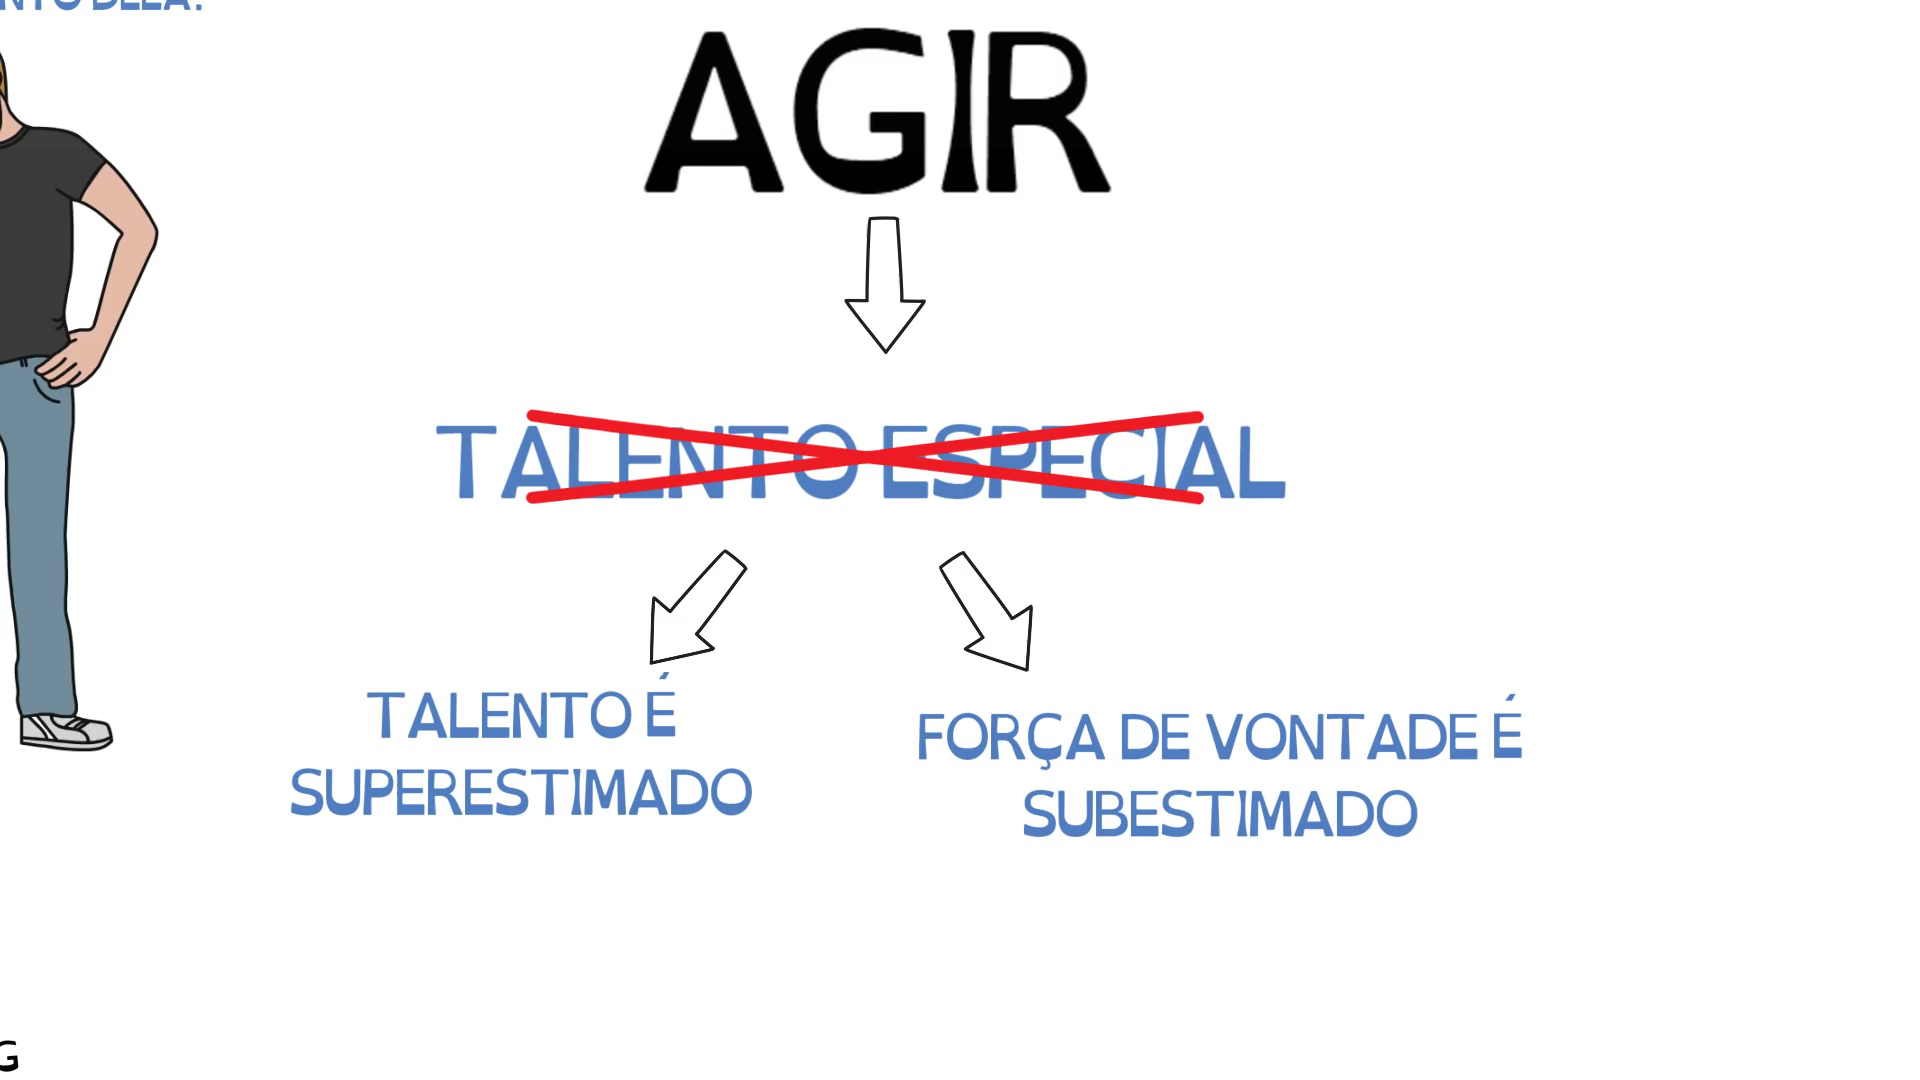 AGIR
TALENTO ESPECIAL
TALENTO É
SUPERESTIMADO
FORÇA DE VONTADE É
SUBESTIMADO
G